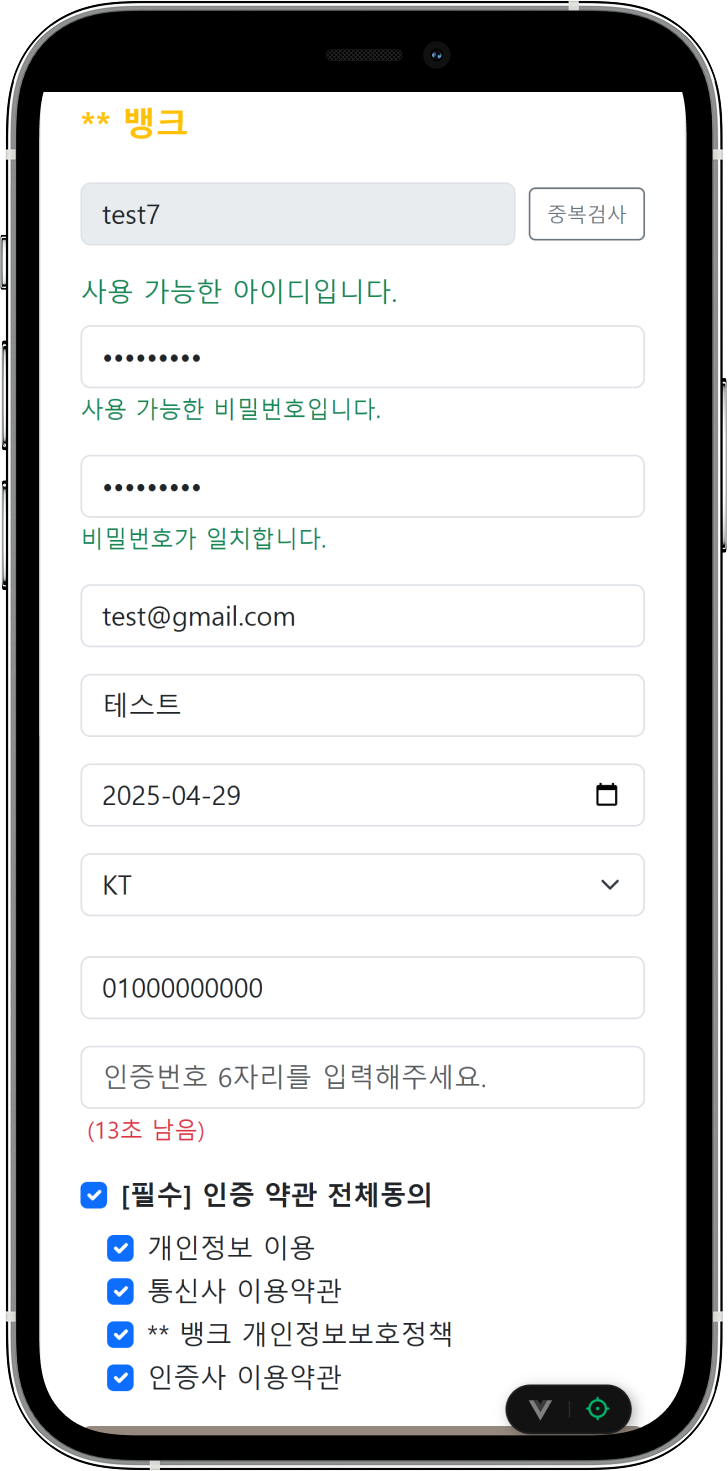 ** 뱅크
test7
중복검사
사용 가능한 아이디입니다.
•••••••••
사용 가능한 비밀번호입니다.
•••••••••
비밀번호가 일치합니다.
test@gmail.com
테스트
2025-04-29
KT
01000000000
인증번호 6자리를 입력해주세요.
(13초 남음)
[필수] 인증 약관 전체동의
개인정보 이용
통신사 이용약관
** 뱅크 개인정보보호정책
인증사 이용약관